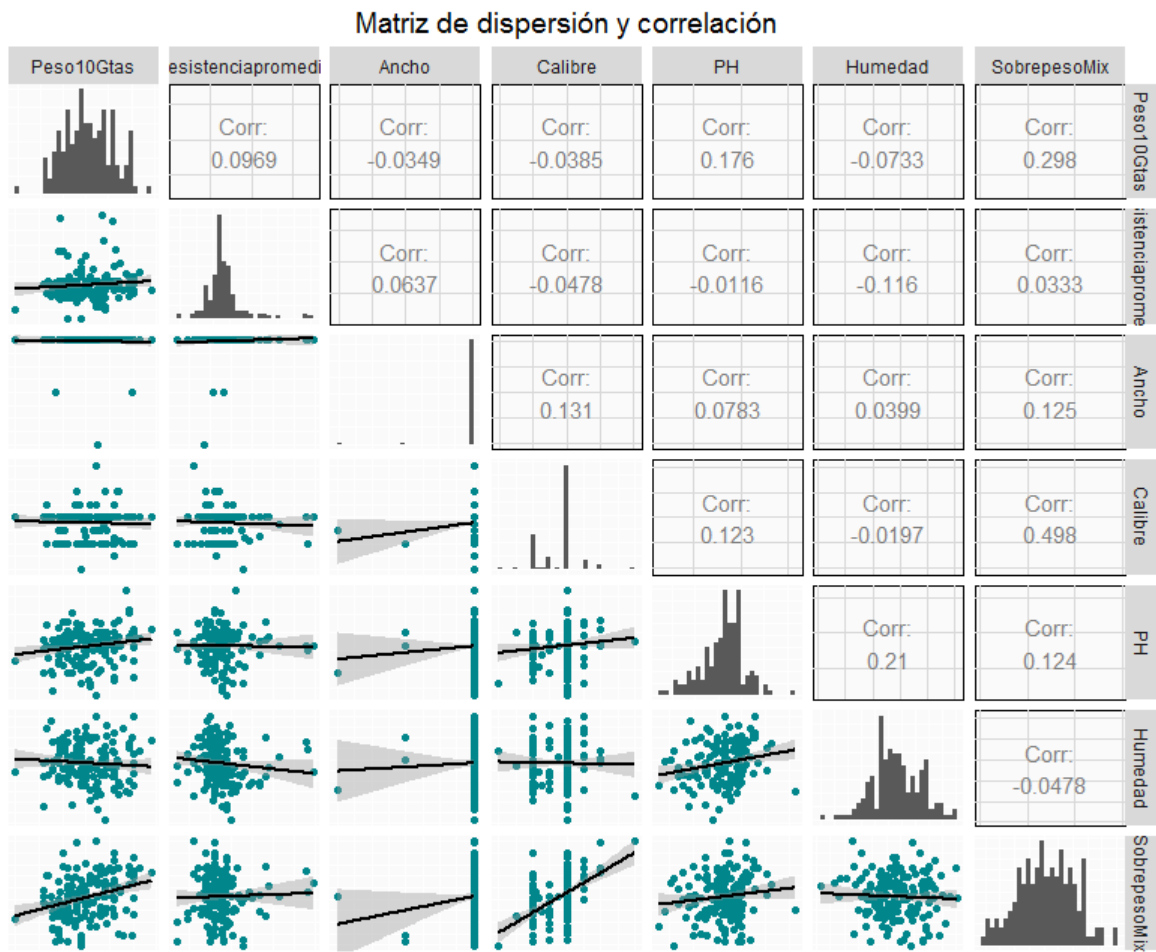 Matriz de dispersión y correlación
Peso10Gtas
esistenciapromedi
Ancho
Calibre
PH
Humedad
SobrepesoMix
Corr:
0.0969
Corr:
-0.0349
Corr:
-0.0385
Corr:
0.176
Corr:
-0.0733
Corr:
0.298
Peso10Gtas
Corr:
0.0637
Corr:
-0.0478
Corr:
-0.0116
Corr:
-0.116
Corr:
0.0333
istenciaprome
Corr:
0.131
Corr:
0.0783
Corr:
0.0399
Corr:
0.125
Ancho
Corr:
0.123
Corr:
-0.0197
Corr:
0.498
Calibre
Corr:
0.21
Corr:
0.124
PH
Corr:
-0.0478
Humedad
SobrepesoMix